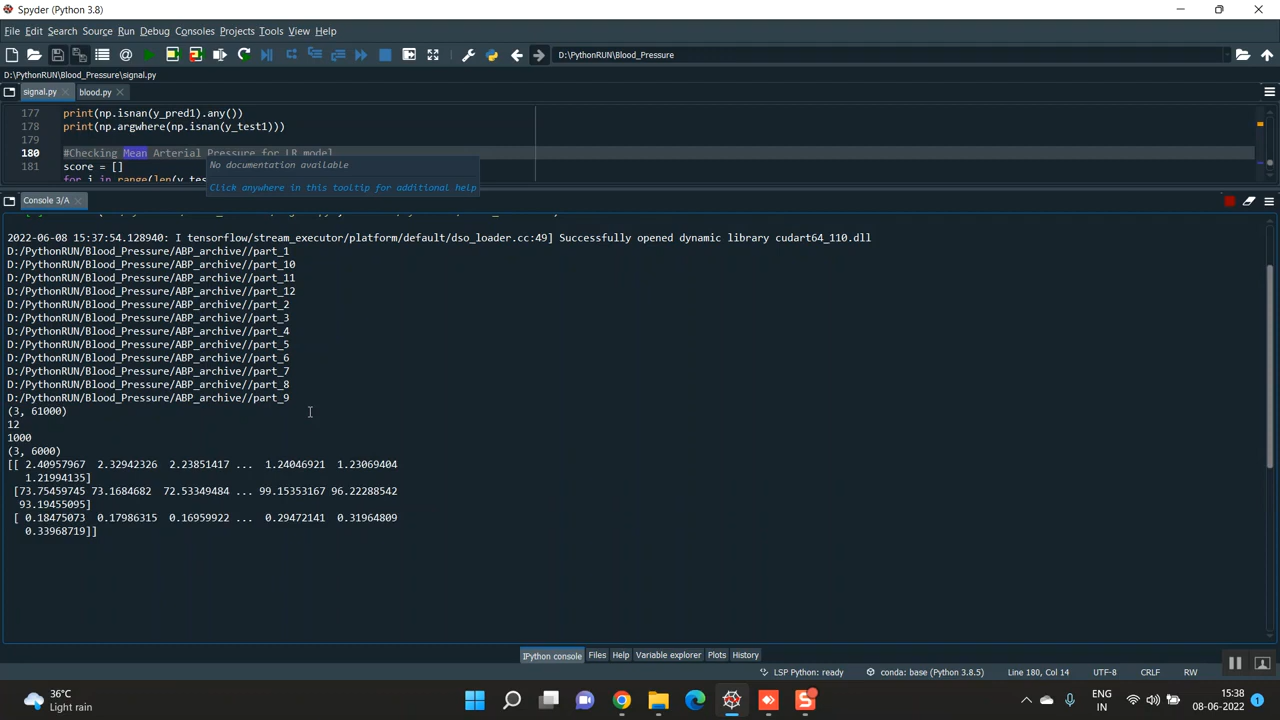 Spyder (Python 3.8)
File Edit Search Source Run Debug Consoles Projects Tools View Help
D:\PythonRUN\Blood_Pressure
D:\PythonRUN\Blood_Pressure\signal.py
signal.py blood.py
177 print(np.isnan(y_pred1).any())
178 print(np.argwhere(np.isnan(y_test1)))
179
180 #Checking Mean Arterial Pressure for LR model
No documentation available
181 score = []
for i in range(len(y_tes
Click anywhere in this tooltip for additional help
Console 3/A
2022-06-08 15:37:54.128940: I tensorflow/stream_executor/platform/default/dso_loader.cc:49] Successfully opened dynamic library cudart64_110.dll
D:/PythonRUN/Blood_Pressure/ABP_archive//part_1
D:/PythonRUN/Blood_Pressure/ABP_archive//part_10
D:/PythonRUN/Blood_Pressure/ABP_archive//part_11
D:/PythonRUN/Blood_Pressure/ABP_archive//part_12
D:/PythonRUN/Blood_Pressure/ABP_archive//part_2
D:/PythonRUN/Blood_Pressure/ABP_archive//part_3
D:/PythonRUN/Blood_Pressure/ABP_archive//part_4
D:/PythonRUN/Blood_Pressure/ABP_archive//part_5
D:/PythonRUN/Blood_Pressure/ABP_archive//part_6
D:/PythonRUN/Blood_Pressure/ABP_archive//part_7
D:/PythonRUN/Blood_Pressure/ABP_archive//part_8
D:/PythonRUN/Blood_Pressure/ABP_archive//part_9
(3, 61000)
12
1000
(3, 6000)
[[ 2.40957967 2.32942326 2.23851417 ... 1.24046921 1.23069404
1.21994135]
[73.75459745 73.1684682 72.53349484 ... 99.15353167 96.22288542
93.19455095]
[ 0.18475073 0.17986315 0.16959922 ... 0.29472141 0.31964809
0.33968719]]
IPython console Files Help Variable explorer Plots History
LSP Python: ready conda: base (Python 3.8.5) Line 180, Col 14 UTF-8 CRLF RW
36°C
Light rain
ENG
IN
15:38
08-06-2022
1